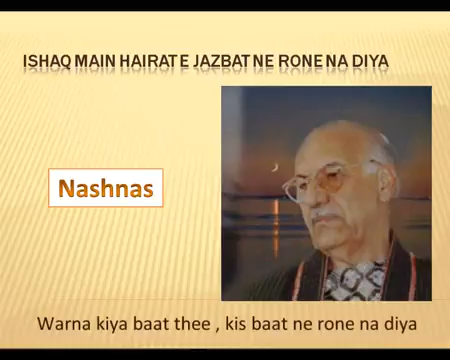 ISHAQ MAIN HAIRAT E JAZBAT NE RONE NA DIYA
Nashnas
Warna kiya baat thee , kis baat ne rone na diya